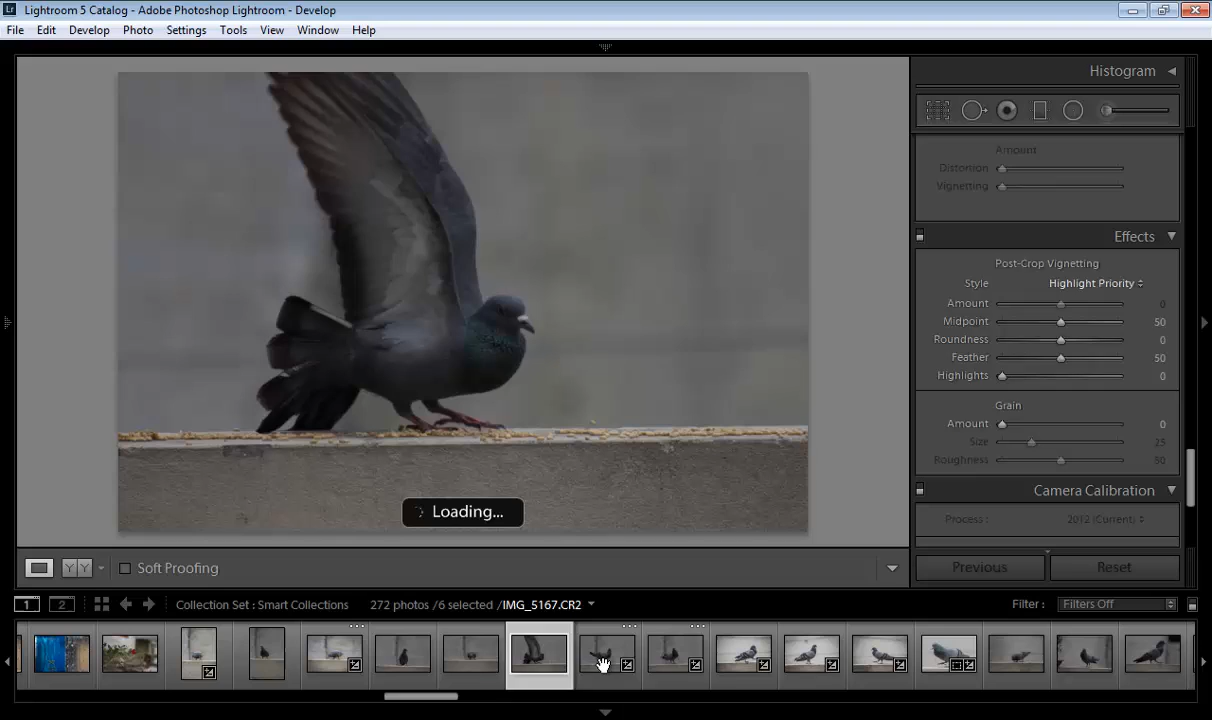 Lr Lightroom 5 Catalog - Adobe Photoshop Lightroom - Develop
File Edit Develop Photo Settings Tools View Window Help
Histogram
Amount
Distortion
Vignetting
Effects
Post-Crop Vignetting
Style Highlight Priority
Amount 0
Midpoint 50
Roundness 0
Feather 50
Highlights 0
Grain
Amount 0
Size 25
Roughness 50
Camera Calibration
Process : 2012 (Current)
Loading...
Previous Reset
Y Y Soft Proofing
1 2 Collection Set : Smart Collections 272 photos /6 selected /IMG_5167.CR2 Filter : Filters Off